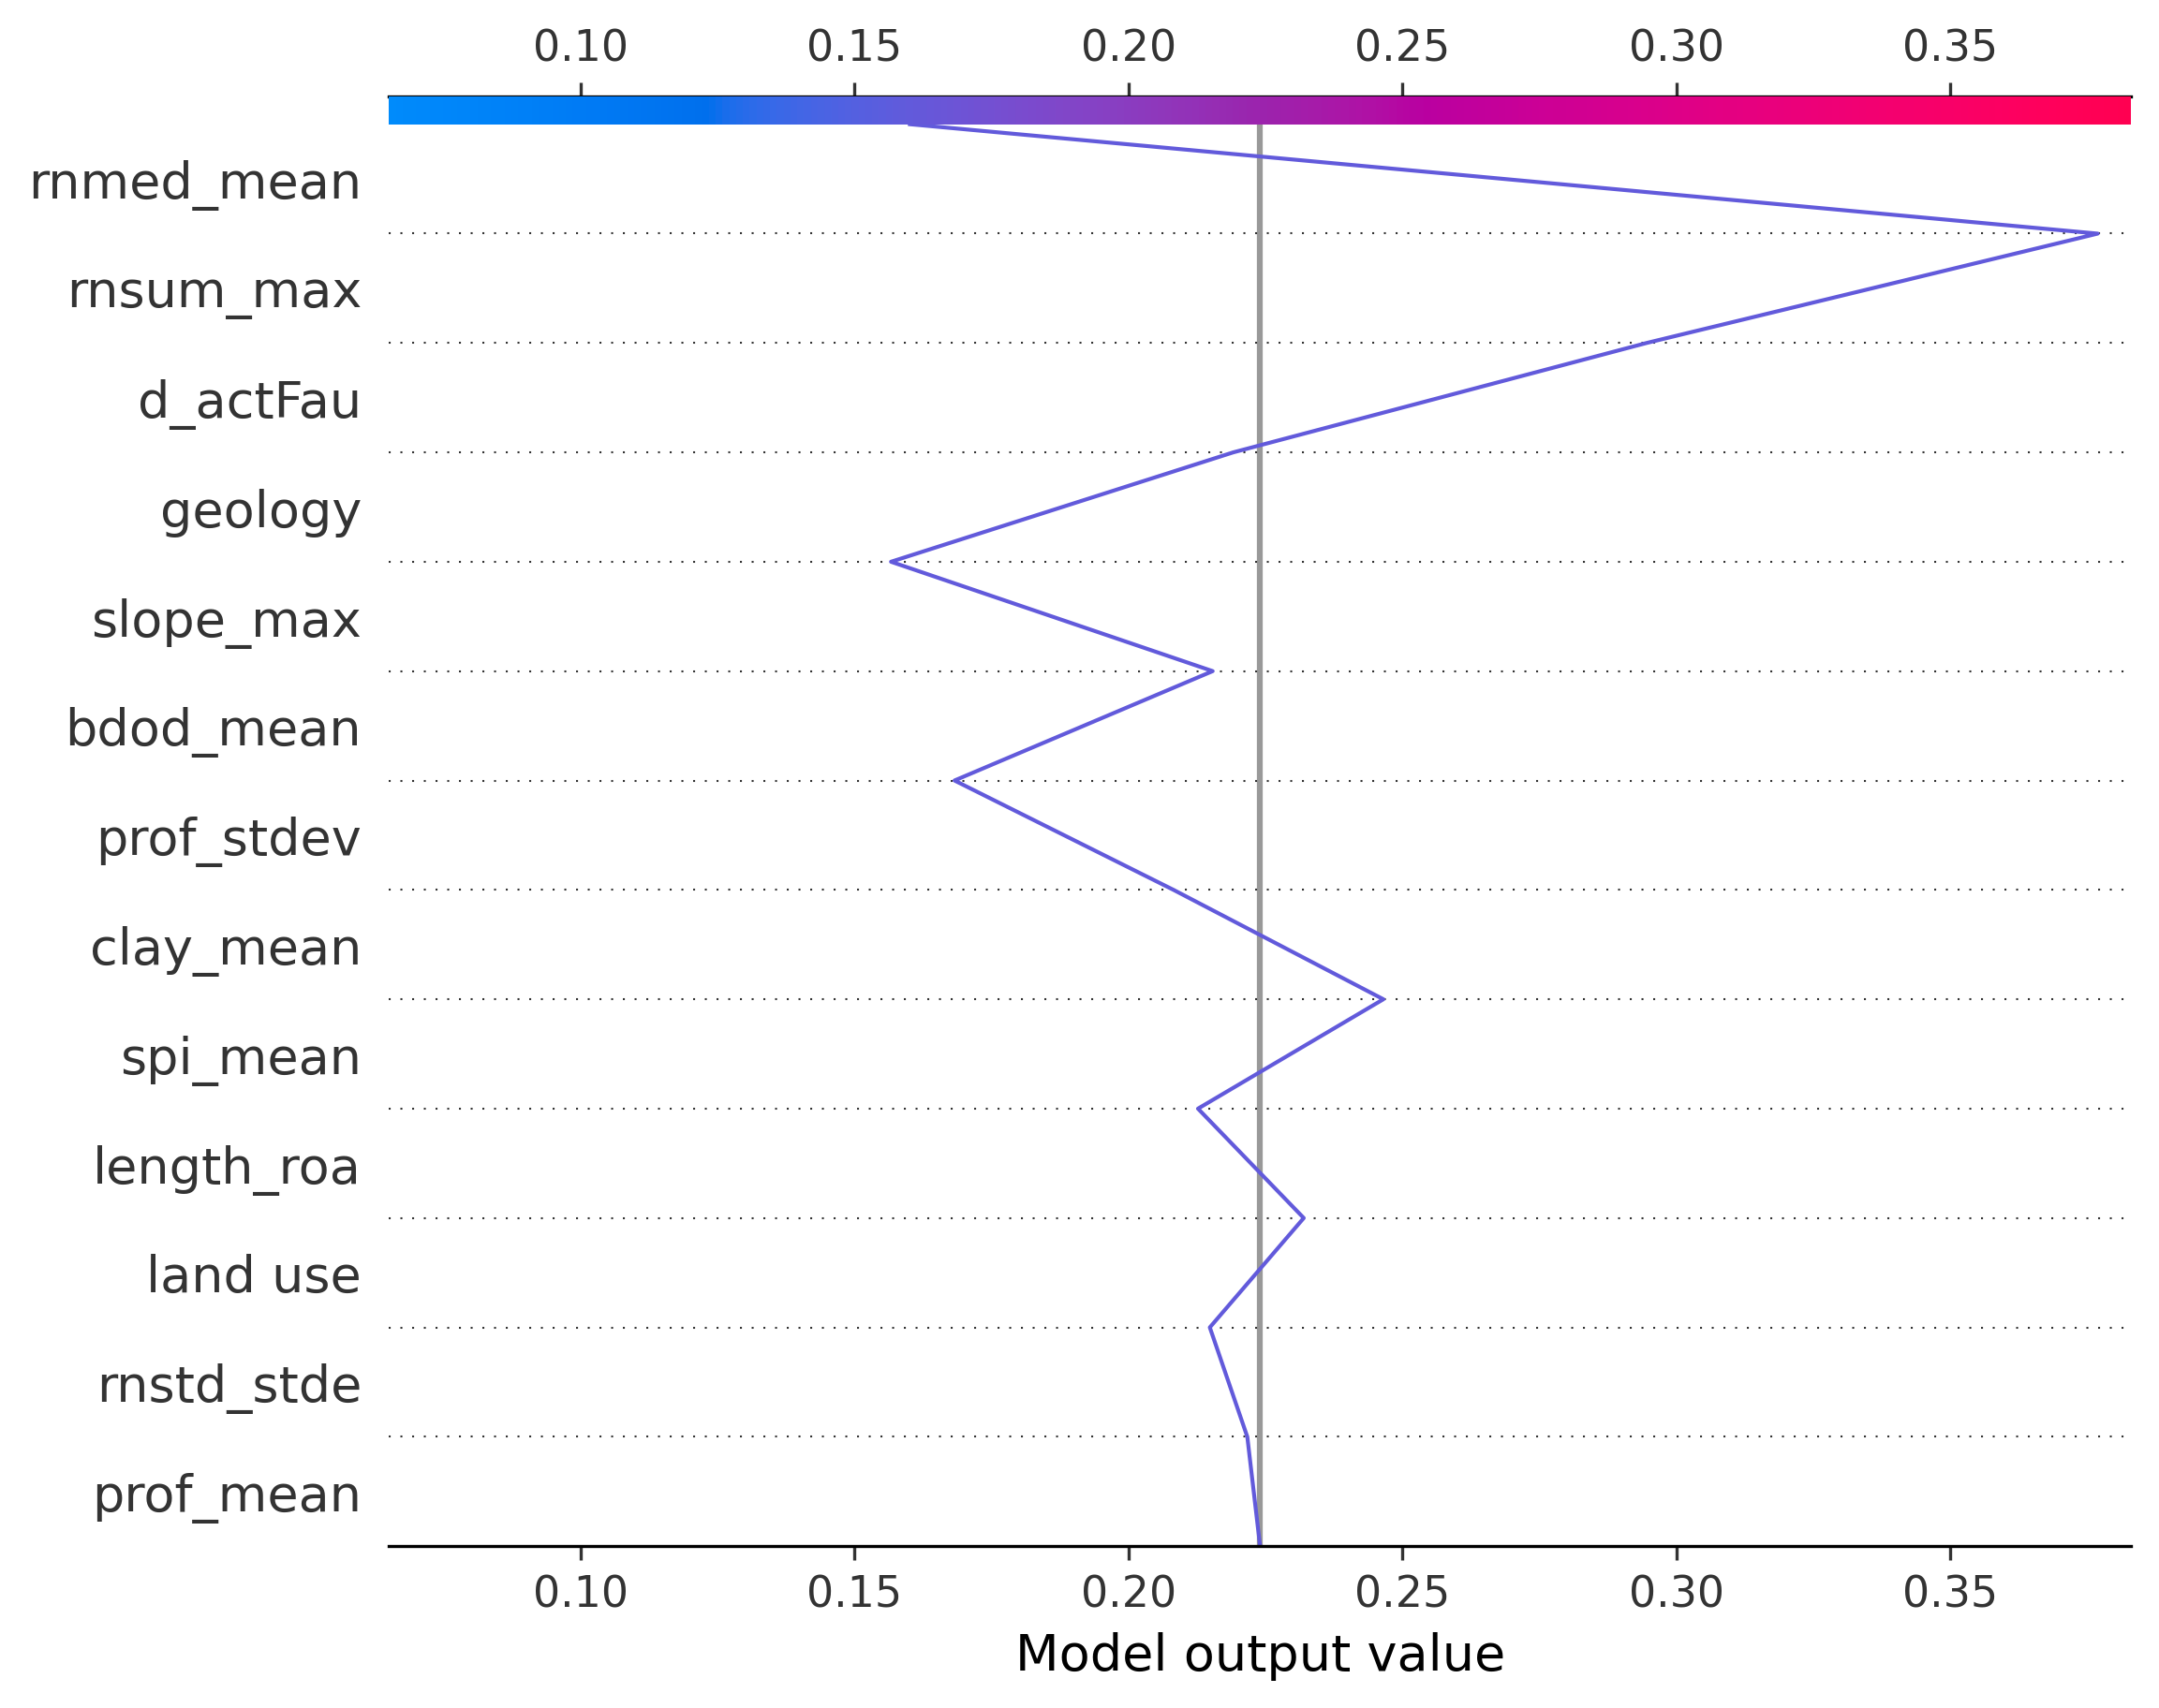 0.10 0.15 0.20 0.25 0.30 0.35
rnmed_mean
rnsum_max
d_actFau
geology
slope_max
bdod_mean
prof_stdev
clay_mean
spi_mean
length_roa
land use
rnstd_stde
prof_mean
0.10 0.15 0.20 0.25 0.30 0.35
Model output value